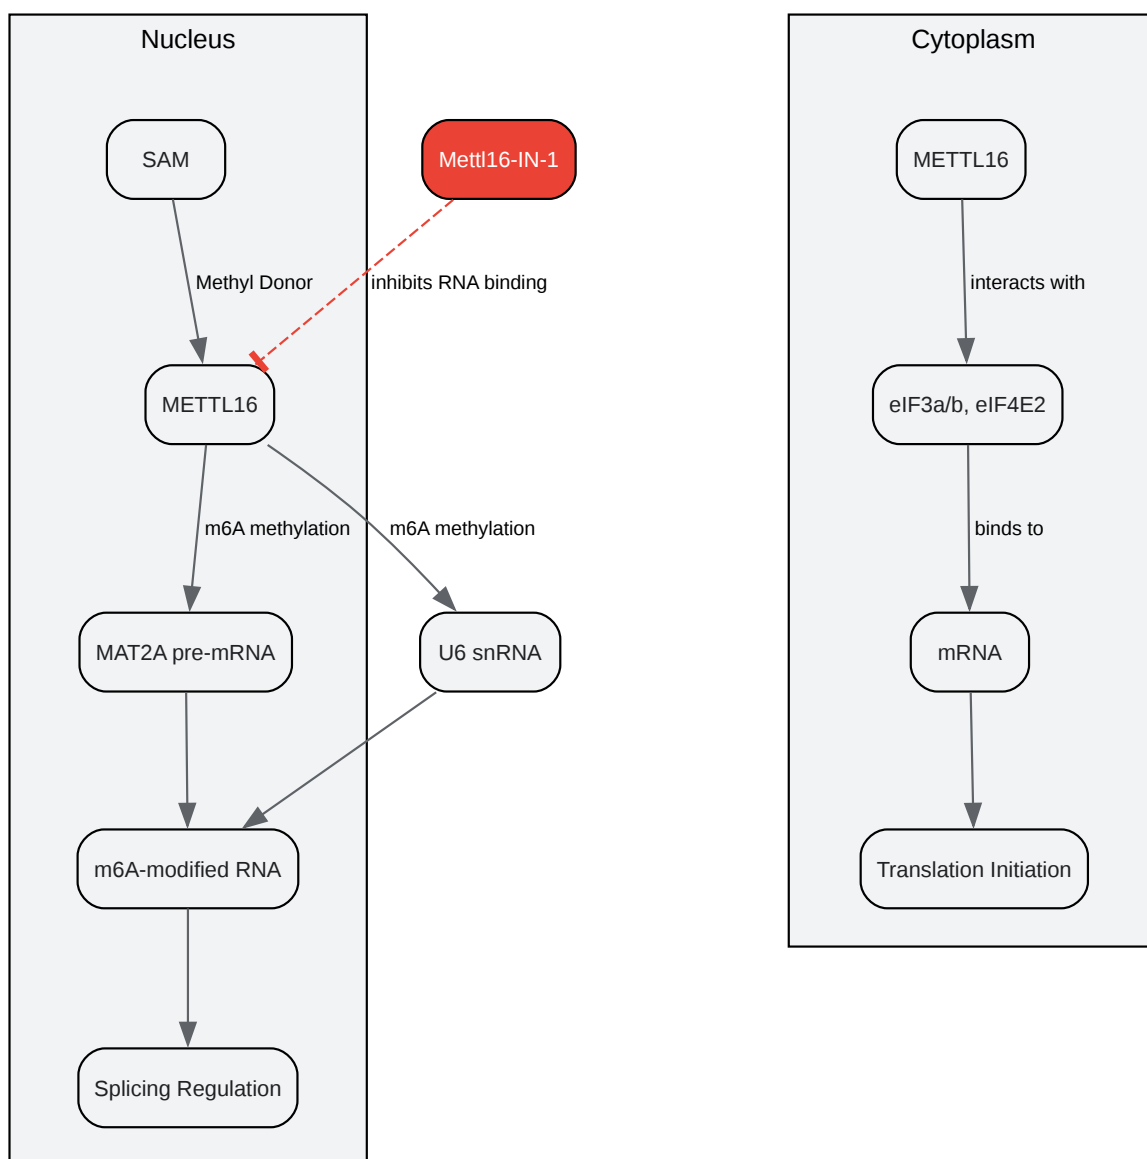 Nucleus
Cytoplasm
SAM
Mettl16-IN-1
METTL16
Methyl Donor
inhibits RNA binding
interacts with
METTL16
eIF3a/b, eIF4E2
m6A methylation
m6A methylation
binds to
MAT2A pre-mRNA
U6 snRNA
mRNA
m6A-modified RNA
Translation Initiation
Splicing Regulation